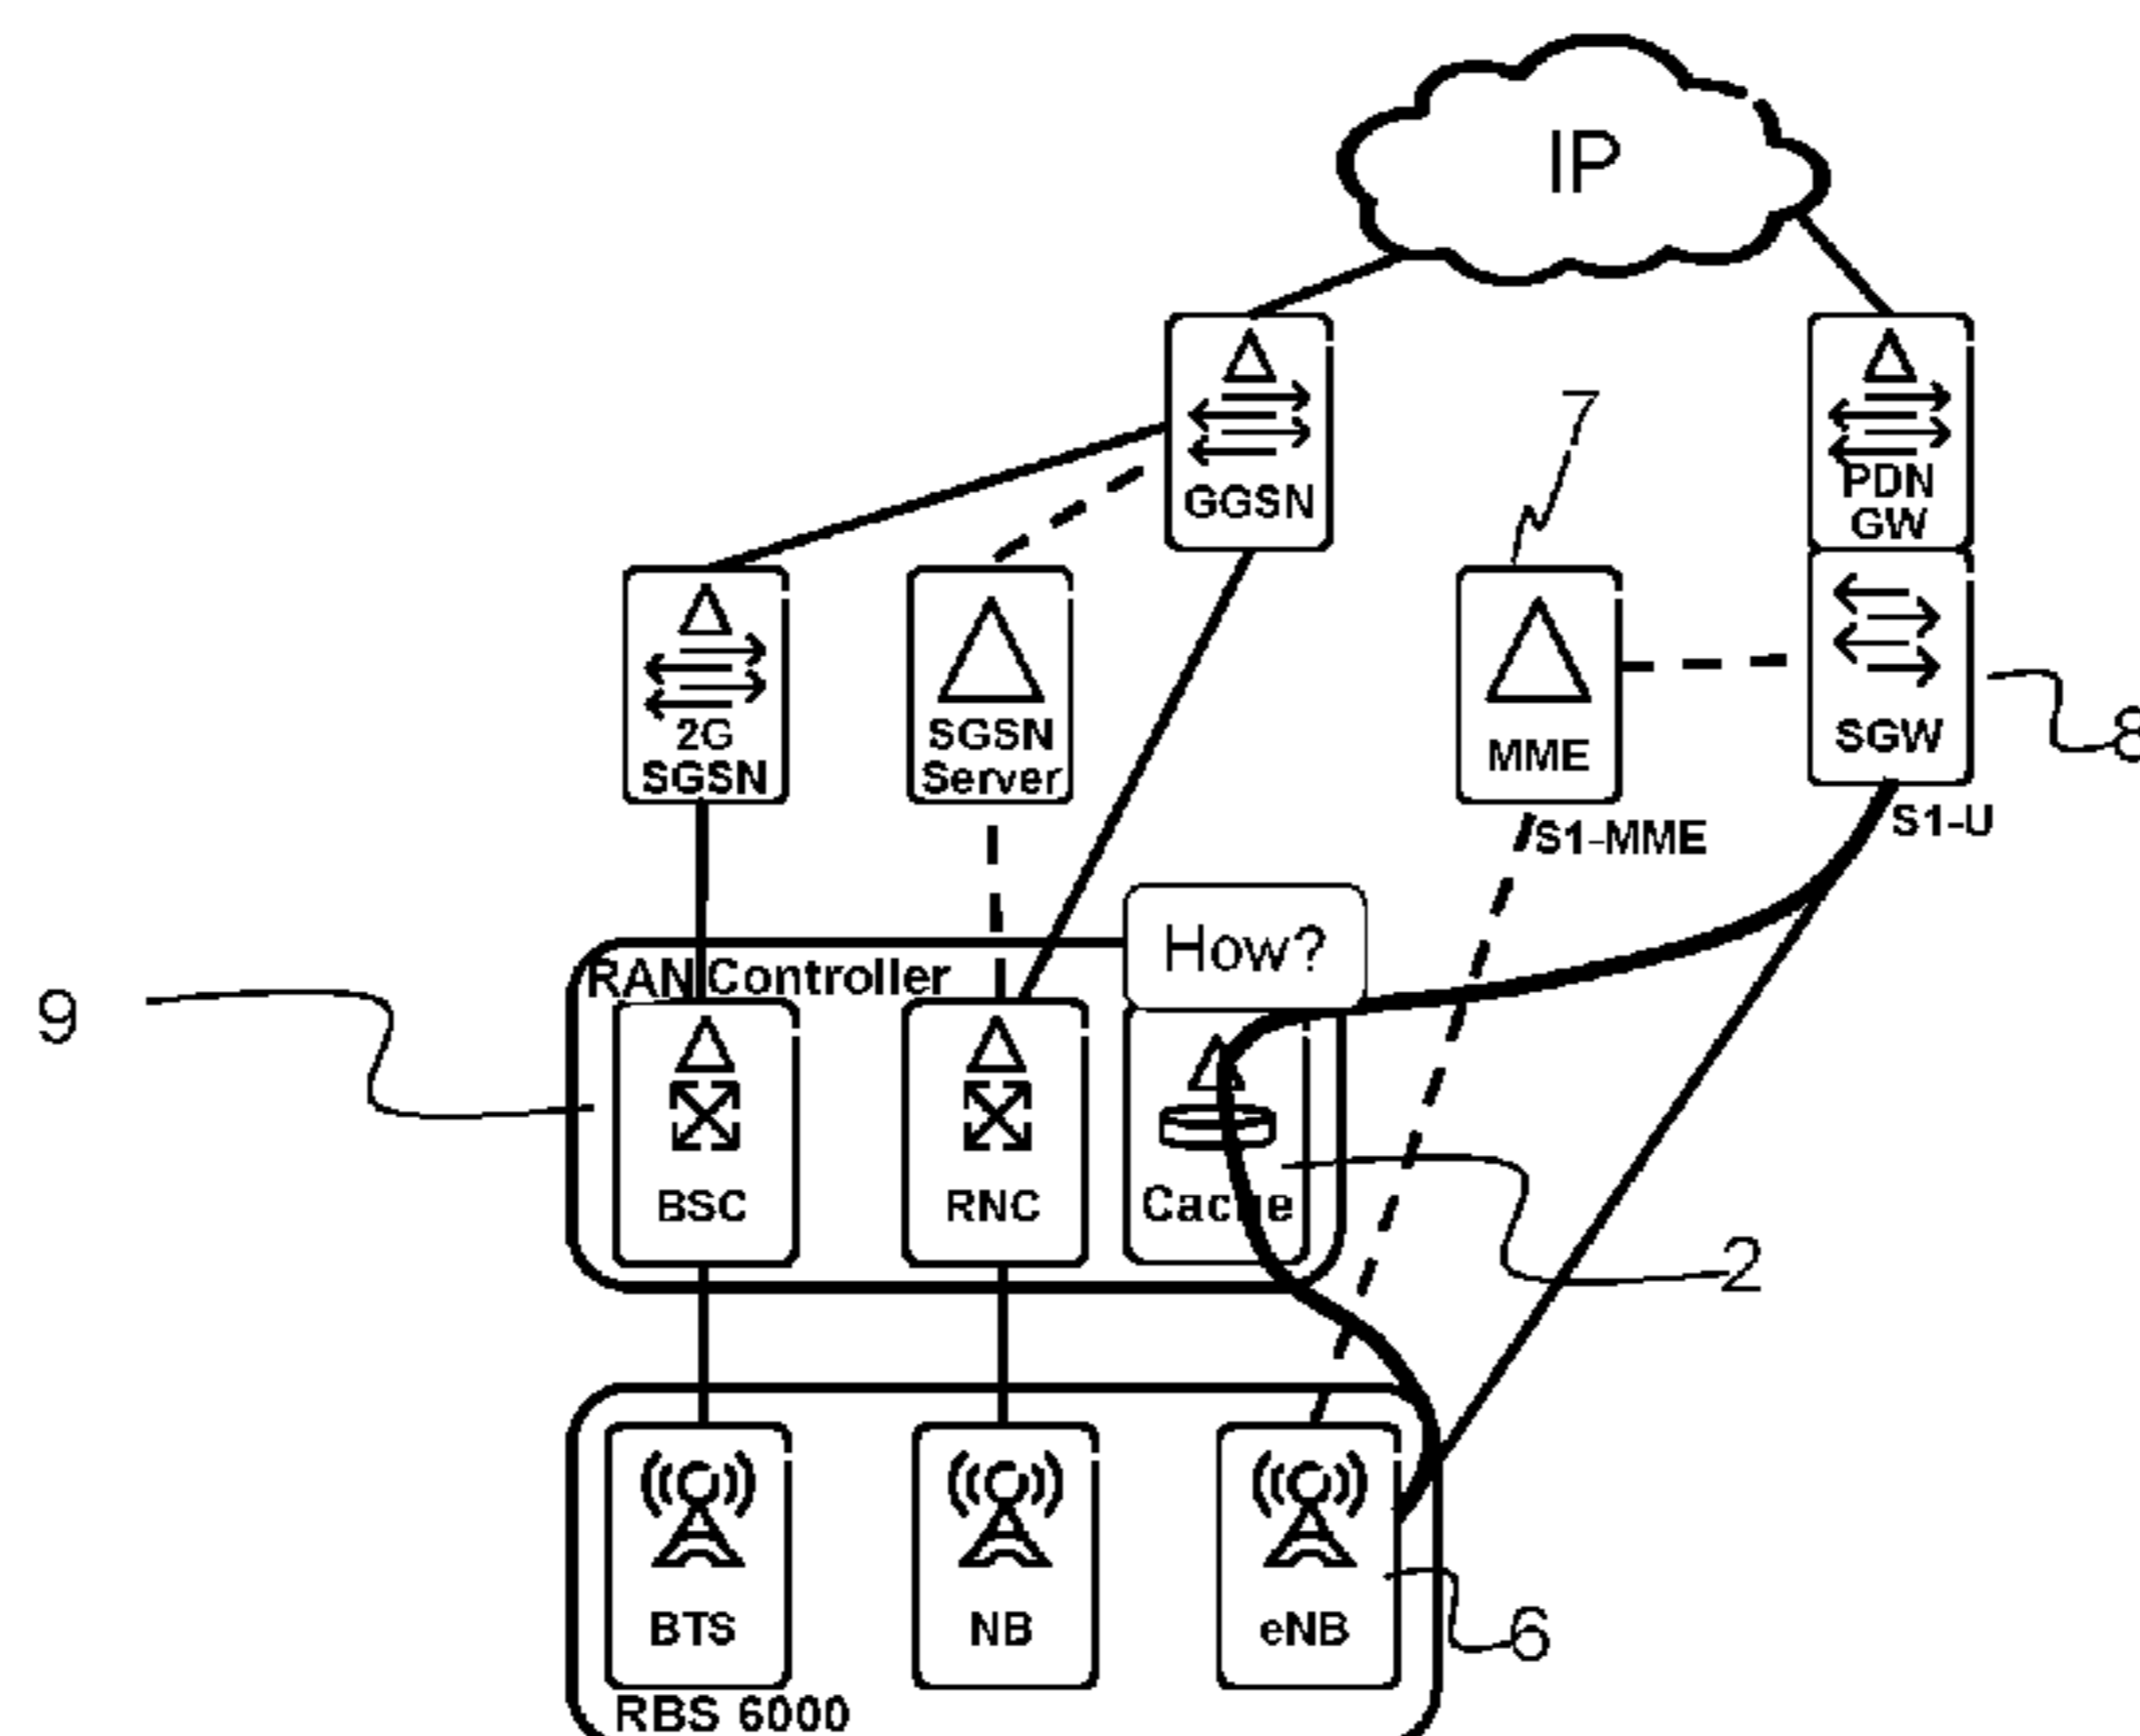 IP
7
GGSN
PDN
GW
2G
SGSN
SGSN
Server
MME
SGW
8
S1-MME
S1-U
How?
RAN Controller
9
BSC
RNC
Cache
2
BTS
NB
eNB
6
RBS 6000